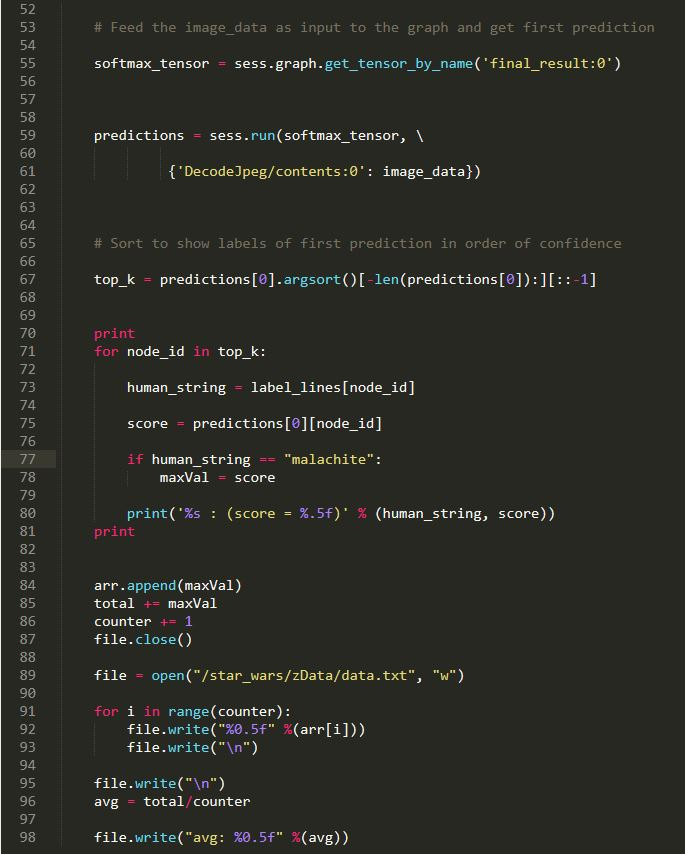 52
53 # Feed the image_data as input to the graph and get first prediction
54
55 softmax_tensor = sess.graph.get_tensor_by_name('final_result:0')
56
57
58
59 predictions = sess.run(softmax_tensor, \
60
61 {'DecodeJpeg/contents:0': image_data})
62
63
64
65 # Sort to show labels of first prediction in order of confidence
66
67 top_k = predictions[0].argsort()[-len(predictions[0]):][::-1]
68
69
70 print
71 for node_id in top_k:
72
73 human_string = label_lines[node_id]
74
75 score = predictions[0][node_id]
76
77 if human_string == "malachite":
78 maxVal = score
79
80 print('%s : (score = %.5f)' % (human_string, score))
81 print
82
83
84 arr.append(maxVal)
85 total += maxVal
86 counter += 1
87 file.close()
88
89 file = open("/star_wars/zData/data.txt", "w")
90
91 for i in range(counter):
92 file.write("%0.5f" %(arr[i]))
93 file.write("\n")
94
95 file.write("\n")
96 avg = total/counter
97
98 file.write("avg: %0.5f" %(avg))